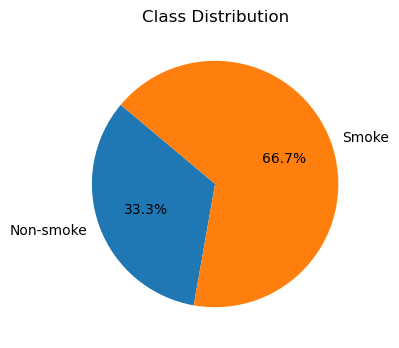 Class Distribution
Smoke
66.7%
33.3%
Non-smoke